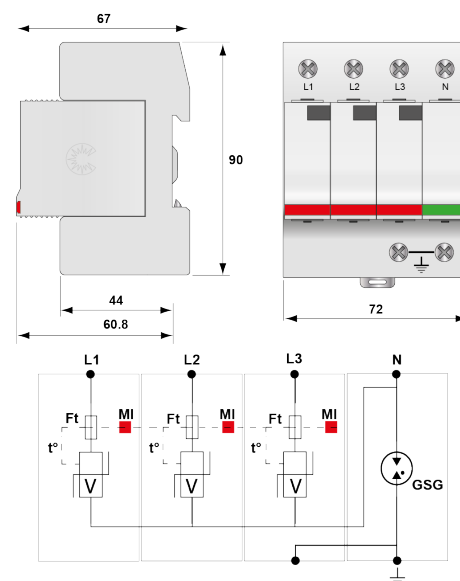 67
L1 L2 L3 N
90
44
60.8
72
L1 L2 L3 N
Ft MI Ft MI Ft MI
t° t° t°
V V V
GSG